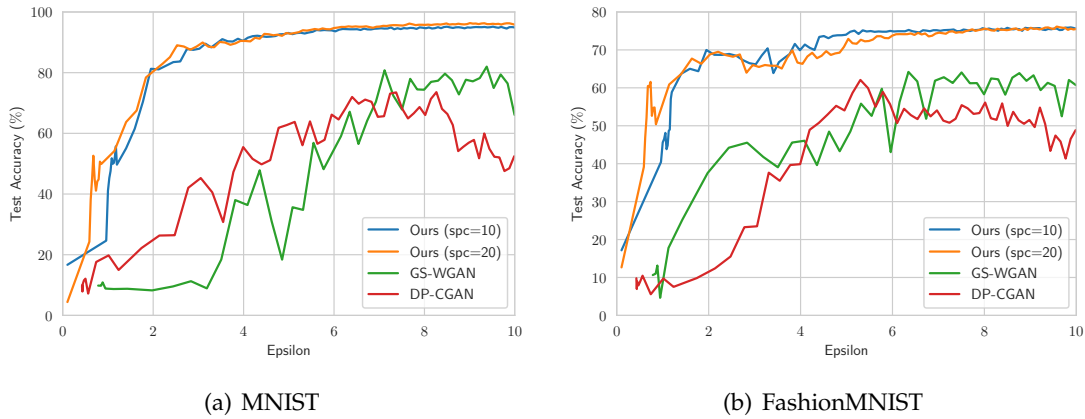 100
80
60
40
20
0
Test Accuracy (%)
0 2 4 6 8 10
Epsilon
Ours (spc=10)
Ours (spc=20)
GS-WGAN
DP-CGAN
(a) MNIST
80
70
60
50
40
30
20
10
0
Test Accuracy (%)
0 2 4 6 8 10
Epsilon
Ours (spc=10)
Ours (spc=20)
GS-WGAN
DP-CGAN
(b) FashionMNIST